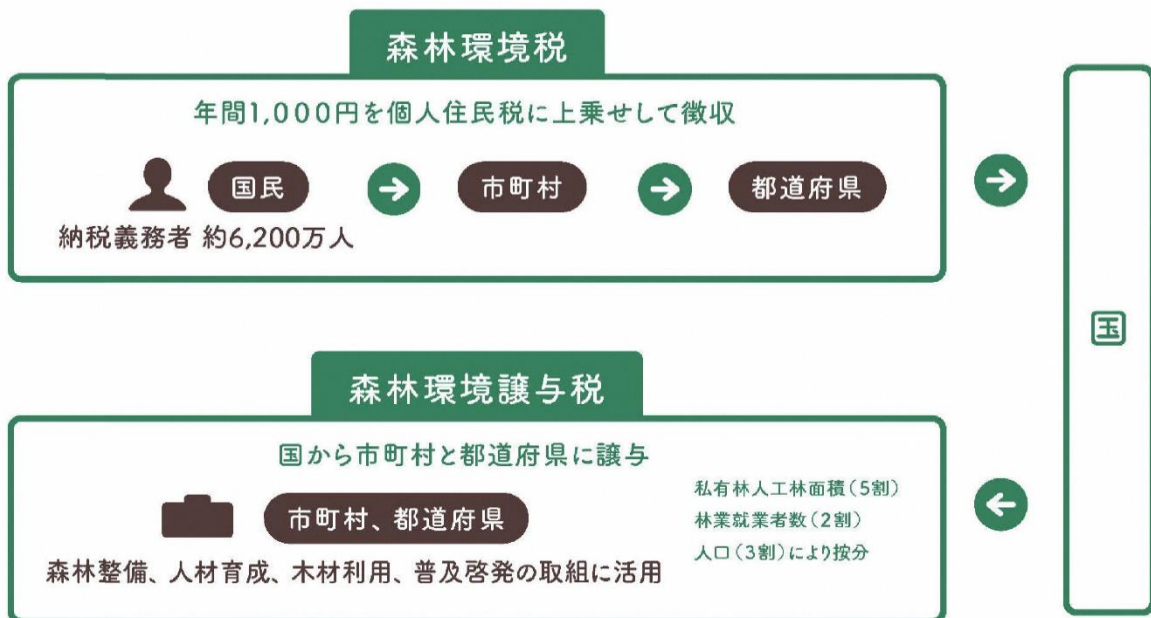 森林環境税
年間1,000円を個人住民税に上乗せして徴収
国民
市町村
都道府県
納税義務者 約6,200万人
国
森林環境譲与税
国から市町村と都道府県に譲与
市町村、都道府県
私有林人工林面積（5割）
林業就業者数（2割）
人口（3割）により按分
森林整備、人材育成、木材利用、普及啓発の取組に活用